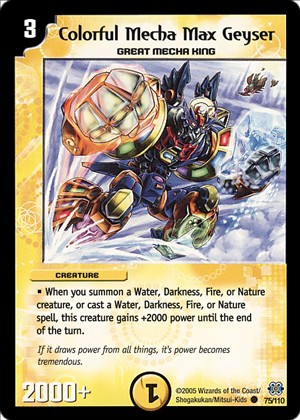 3 Colorful Mecha Max Geyser
GREAT MECHA KING
CREATURE
■ When you summon a Water, Darkness, Fire, or Nature
creature, or cast a Water, Darkness, Fire, or Nature
spell, this creature gains +2000 power until the end
of the turn.
If it draws power from all things, it's power becomes
tremendous.
2000+
1
©2005 Wizards of the Coast/
Shogakukan/Mitsui-Kids
75/110